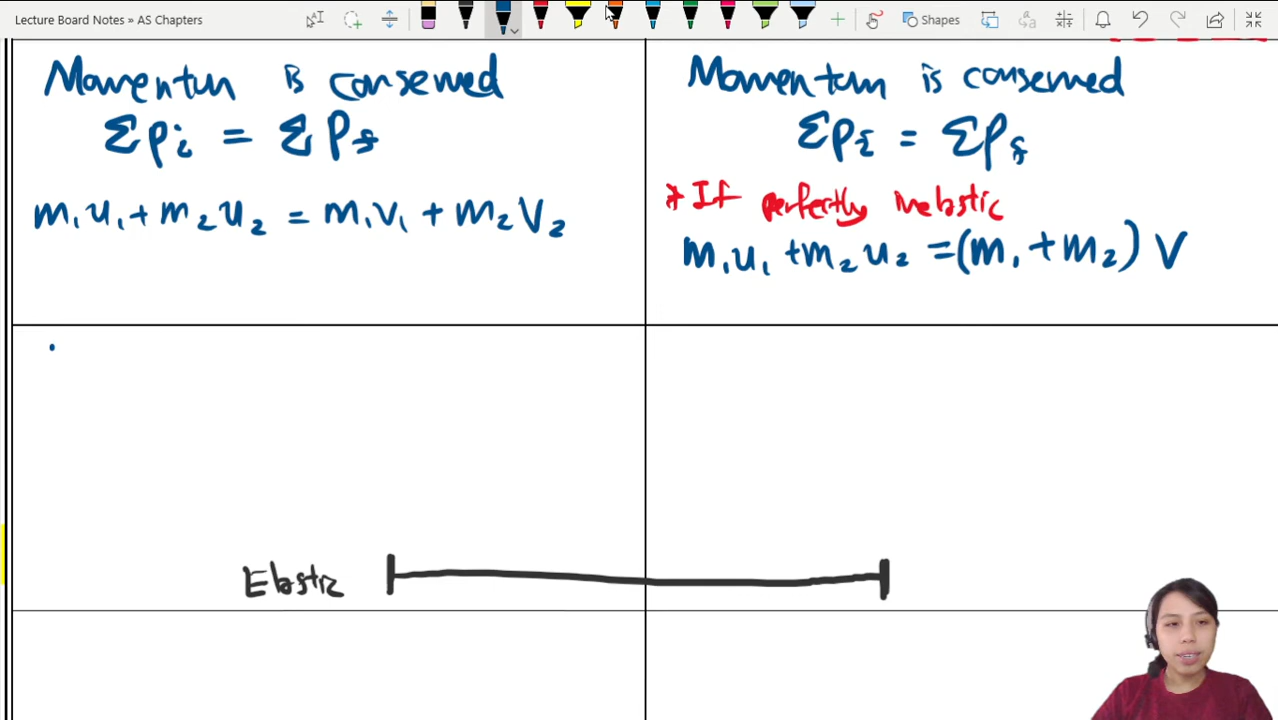 Lecture Board Notes » AS Chapters
Shapes
Momentum is conserved
Σpi = Σpf
m₁u₁ + m₂u₂ = m₁v₁ + m₂v₂
Momentum is conserved
Σpi = Σpf
* If perfectly inelastic
m₁u₁ + m₂u₂ = (m₁ + m₂) v
Elastic